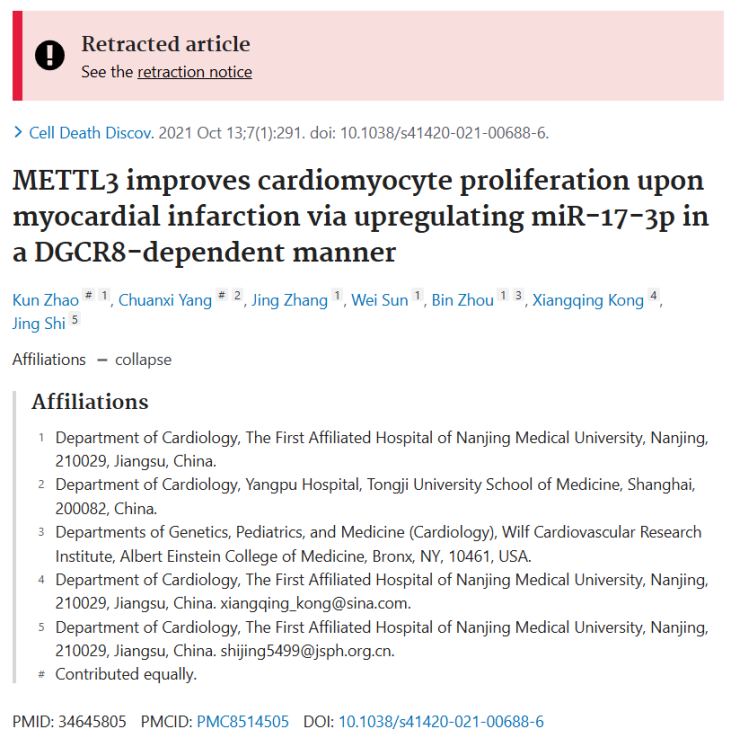 Retracted article
See the retraction notice
Cell Death Discov. 2021 Oct 13;7(1):291. doi: 10.1038/s41420-021-00688-6.
METTL3 improves cardiomyocyte proliferation upon
myocardial infarction via upregulating miR-17-3p in
a DGCR8-dependent manner
Kun Zhao # 1, Chuanxi Yang # 2, Jing Zhang 1, Wei Sun 1, Bin Zhou 1 3, Xiangqing Kong 4,
Jing Shi 5
Affiliations — collapse
Affiliations
1 Department of Cardiology, The First Affiliated Hospital of Nanjing Medical University, Nanjing,
210029, Jiangsu, China.
2 Department of Cardiology, Yangpu Hospital, Tongji University School of Medicine, Shanghai,
200082, China.
3 Departments of Genetics, Pediatrics, and Medicine (Cardiology), Wilf Cardiovascular Research
Institute, Albert Einstein College of Medicine, Bronx, NY, 10461, USA.
4 Department of Cardiology, The First Affiliated Hospital of Nanjing Medical University, Nanjing,
210029, Jiangsu, China. xiangqing_kong@sina.com.
5 Department of Cardiology, The First Affiliated Hospital of Nanjing Medical University, Nanjing,
210029, Jiangsu, China. shijing5499@jsph.org.cn.
# Contributed equally.
PMID: 34645805 PMCID: PMC8514505 DOI: 10.1038/s41420-021-00688-6